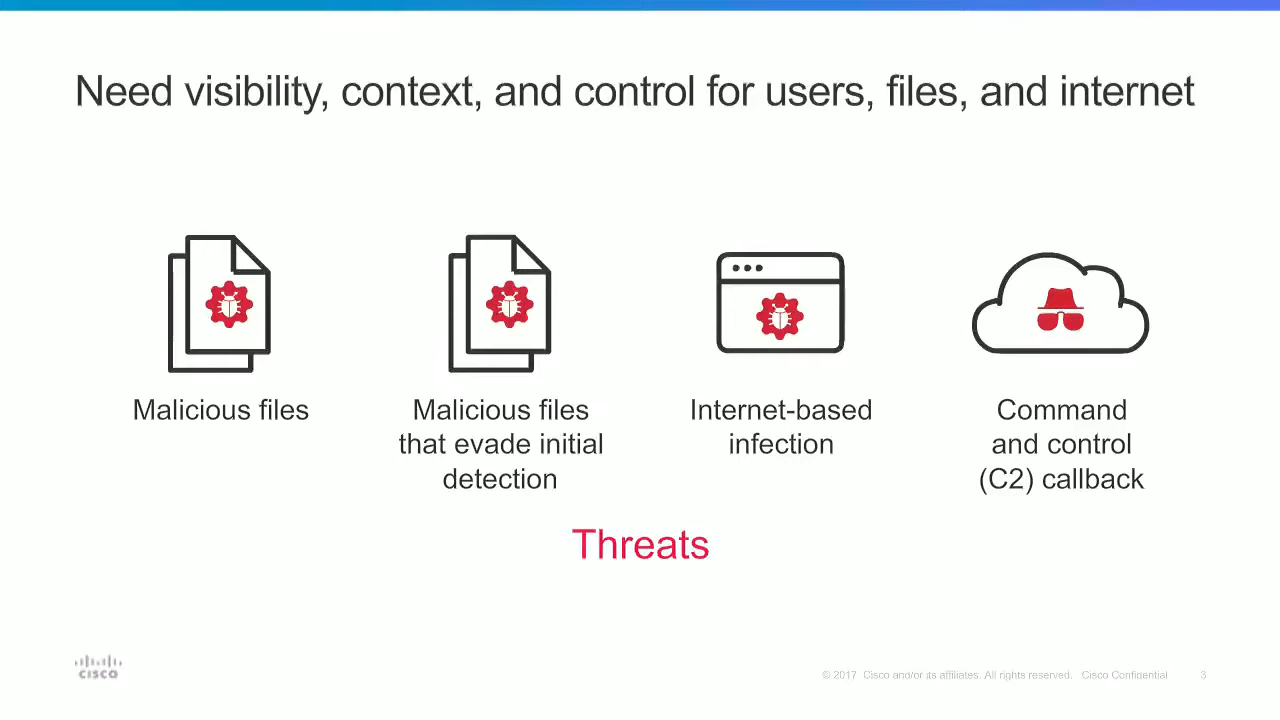 Need visibility, context, and control for users, files, and internet
Malicious files
Malicious files
that evade initial
detection
Internet-based
infection
Command
and control
(C2) callback
Threats
CISCO
© 2017 Cisco and/or its affiliates. All rights reserved. Cisco Confidential 3